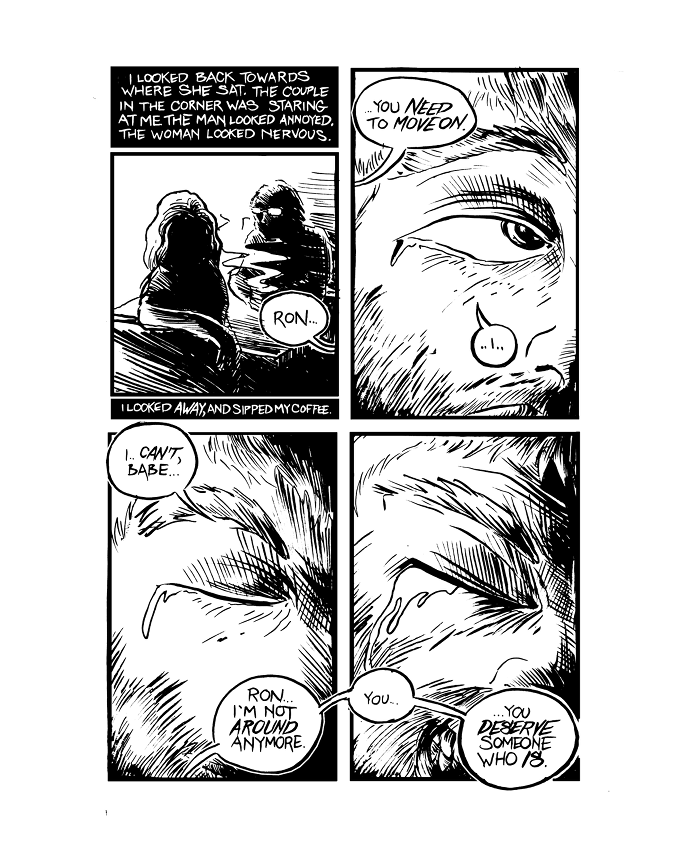 I LOOKED BACK TOWARDS
WHERE SHE SAT. THE COUPLE
IN THE CORNER WAS STARING
AT ME. THE MAN LOOKED ANNOYED.
THE WOMAN LOOKED NERVOUS.
RON...
I LOOKED AWAY, AND SIPPED MY COFFEE.
...YOU NEED
TO MOVE ON.
..I..
I.. CAN'T,
BABE...
RON...
I'M NOT
AROUND
ANYMORE.
YOU...
...YOU
DESERVE
SOMEONE
WHO IS.